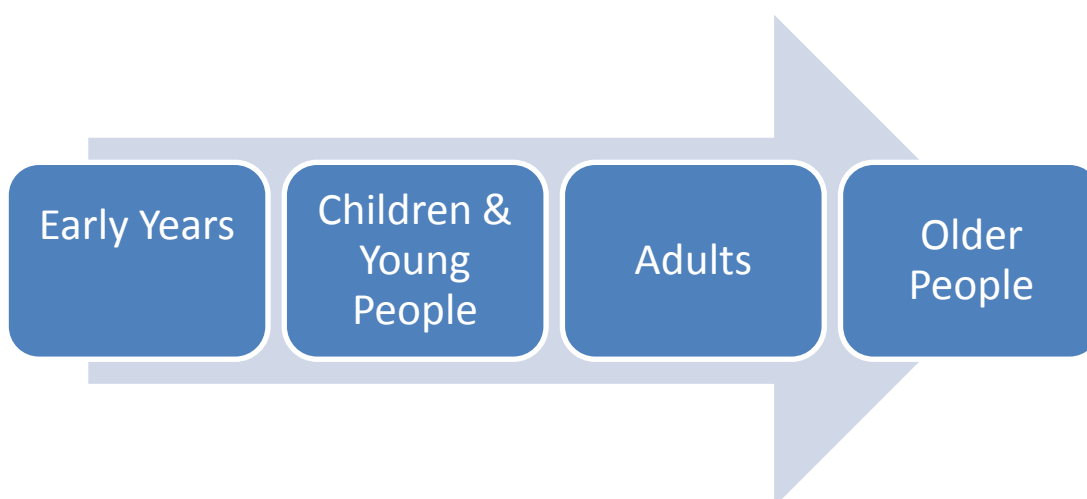 Early Years
Children &
Young
People
Adults
Older
People